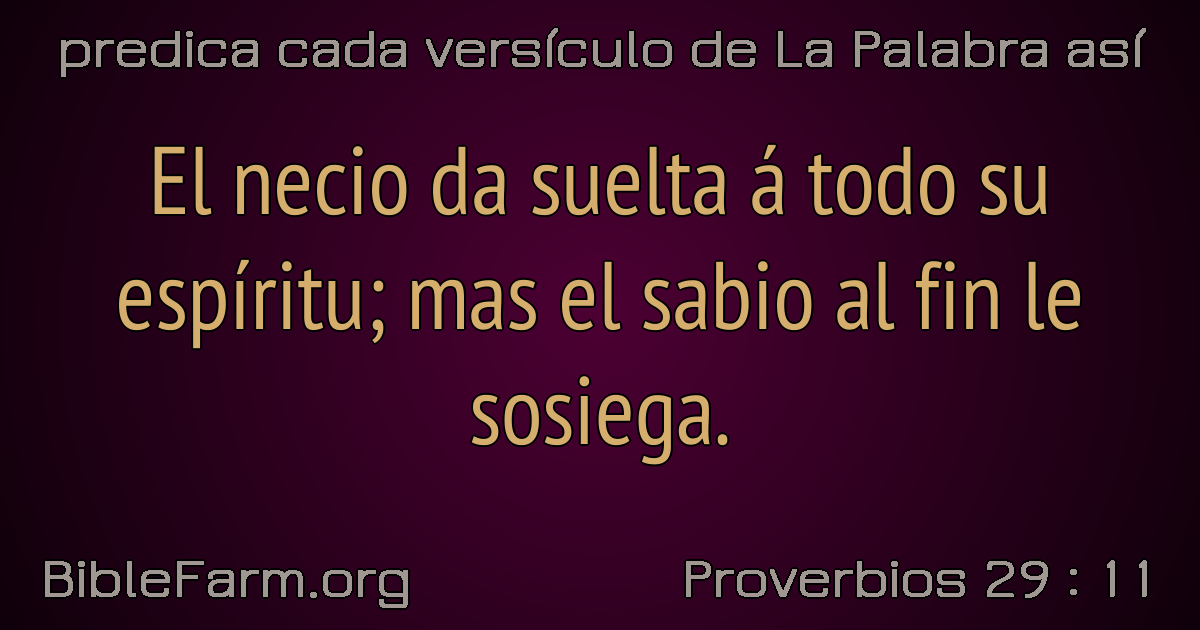 predica cada versículo de La Palabra así
El necio da suelta á todo su
espíritu; mas el sabio al fin le
sosiega.
BibleFarm.org
Proverbios 29 : 11